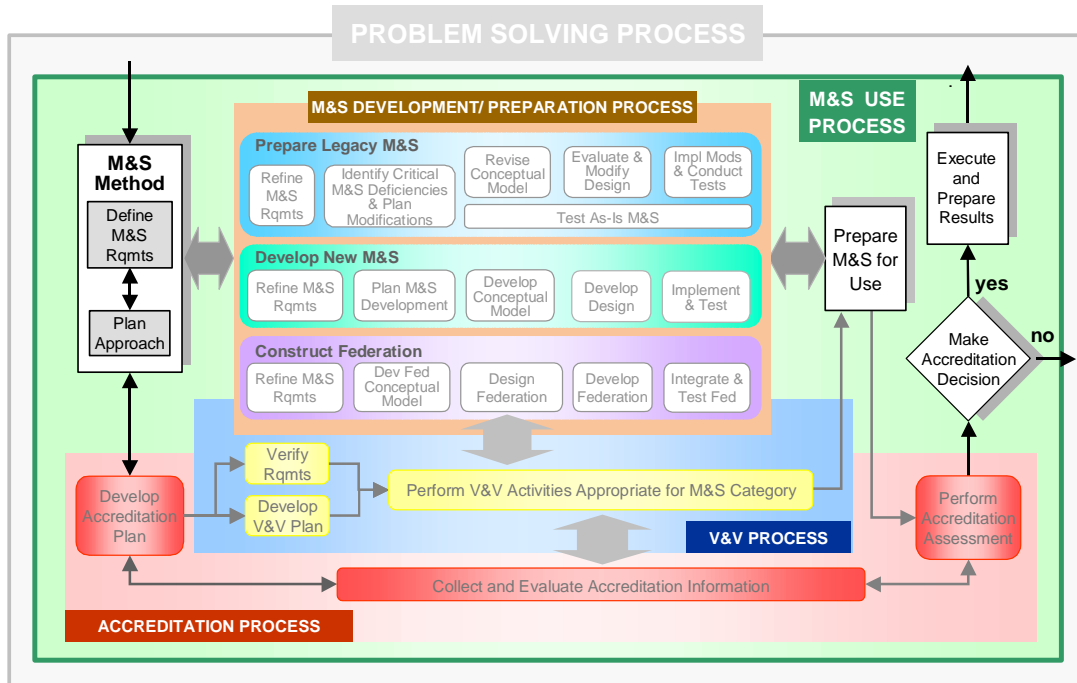 PROBLEM SOLVING PROCESS
M&S DEVELOPMENT/ PREPARATION PROCESS
M&S USE
PROCESS
M&S
Method
Define
M&S
Rqmts
Plan
Approach
Prepare Legacy M&S
Refine
M&S
Rqmts
Identify Critical
M&S Deficiencies
& Plan
Modifications
Revise
Conceptual
Model
Evaluate &
Modify
Design
Impl Mods
& Conduct
Tests
Test As-Is M&S
Develop New M&S
Refine M&S
Rqmts
Plan M&S
Development
Develop
Conceptual
Model
Develop
Design
Implement
& Test
Construct Federation
Refine M&S
Rqmts
Dev Fed
Conceptual
Model
Design
Federation
Develop
Federation
Integrate &
Test Fed
Prepare
M&S for
Use
Execute
and
Prepare
Results
yes
no
Make
Accreditation
Decision
Develop
Accreditation
Plan
Verify
Rqmts
Develop
V&V Plan
Perform V&V Activities Appropriate for M&S Category
V&V PROCESS
Perform
Accreditation
Assessment
Collect and Evaluate Accreditation Information
ACCREDITATION PROCESS